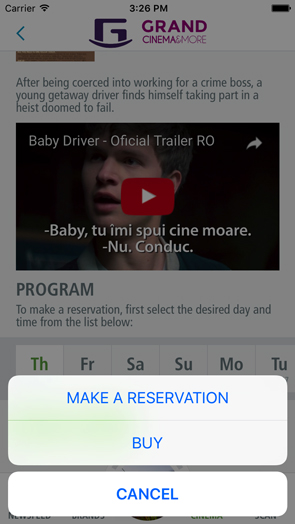 Carrier 3:26 PM
GRAND
CINEMA&MORE
After being coerced into working for a crime boss, a
young getaway driver finds himself taking part in a
heist doomed to fail.
Baby Driver - Oficial Trailer RO
-Baby, tu îmi spui cine moare.
-Nu. Conduc.
PROGRAM
To make a reservation, first select the desired day and
time from the list below:
Th Fr Sa Su Mo Tu
MAKE A RESERVATION
BUY
CANCEL
NEWSFEED BRANDS CINEMA SCAN